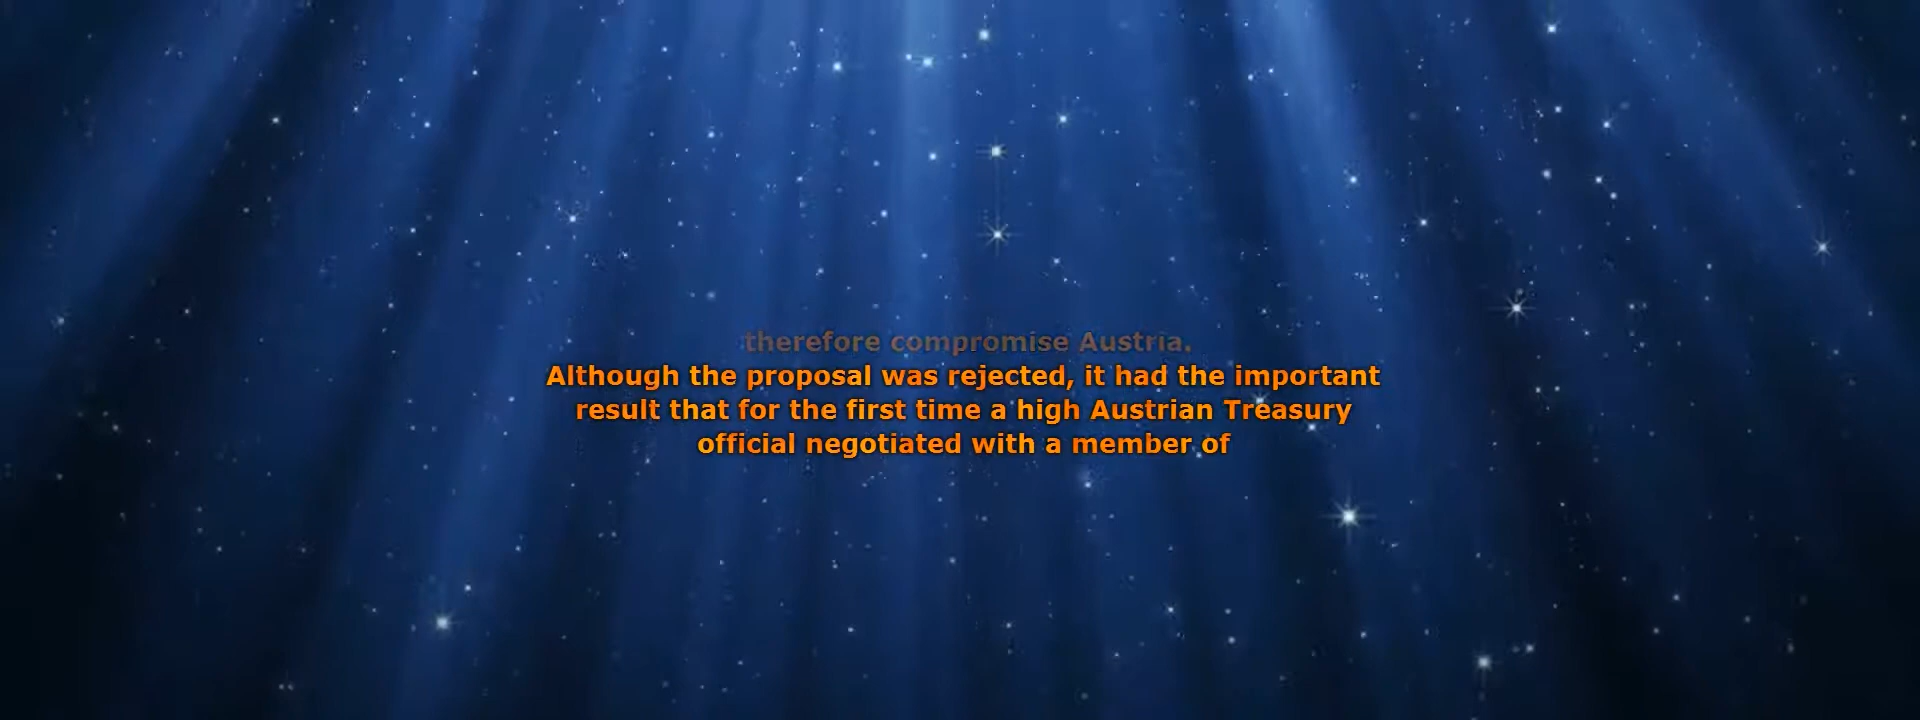 therefore compromise Austria.
Although the proposal was rejected, it had the important
result that for the first time a high Austrian Treasury
official negotiated with a member of